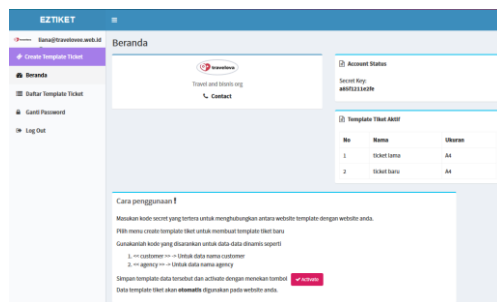 EZTIKET
liana@travelovee.web.id
Create Template Ticket
Beranda
Daftar Template Ticket
Ganti Password
Log Out
Beranda
travelova
Travel and bisnis org
Contact
Account Status
Secret Key:
Template Tiket Aktif
No Nama Ukuran
1 ticket lama A4
2 ticket baru A4
Cara penggunaan !
Masukan kode secret yang tertera untuk menghubungkan antara website template dengan website anda.
Pilih menu create template tiket untuk membuat template tiket baru
Gunakanlah kode yang disarankan untuk data-data dinamis seperti
1. == customer == -> Untuk data nama customer
2. == agency == -> Untuk data nama agency
Simpan template data tersebut dan activate dengan menekan tombol Activate
Data template tiket akan otomatis digunakan pada website anda.